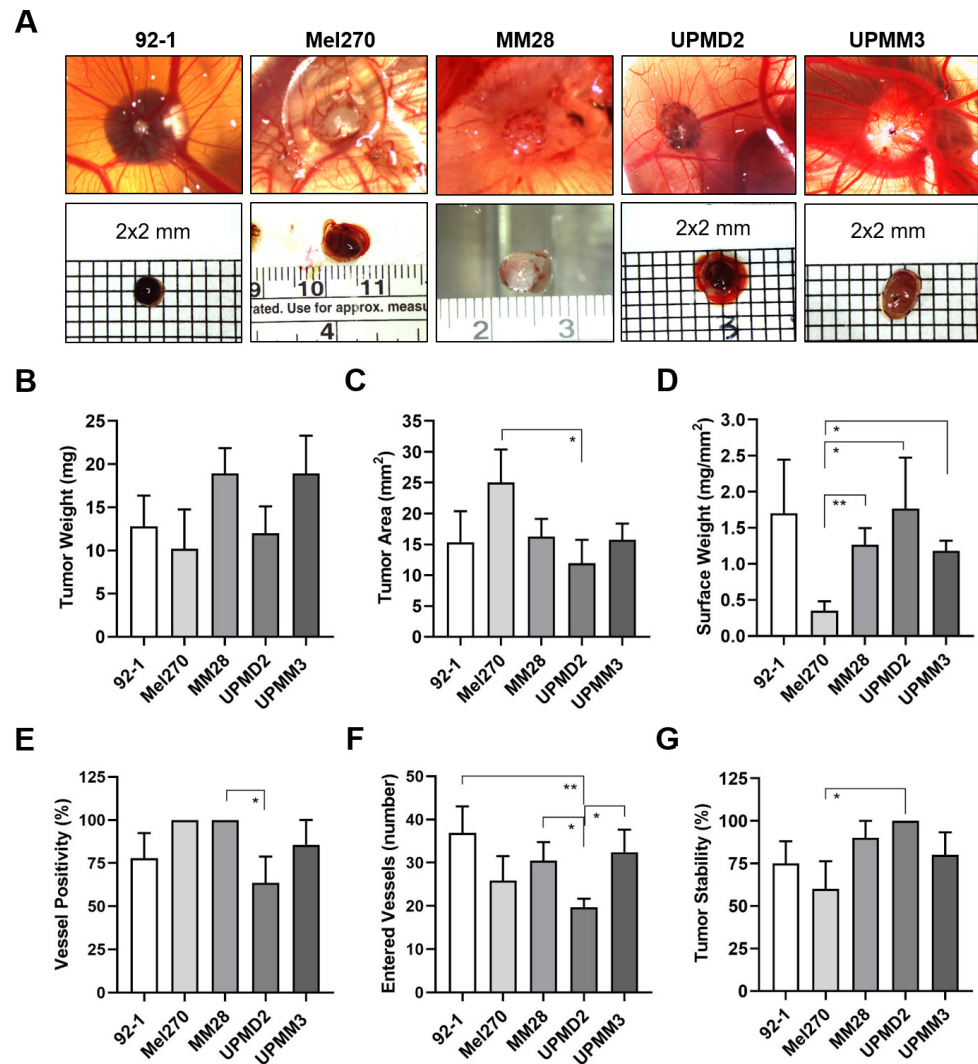 A
92-1 Mel270 MM28 UPMD2 UPMM3
2x2 mm 2x2 mm 2x2 mm
9 10 11
rated. Use for approx. measu
4
2 3
3
B
Tumor Weight (mg)
25
20
15
10
5
0
92-1 Mel270 MM28 UPMD2 UPMM3
C
Tumor Area (mm²)
35
30
25
20
15
10
5
0
*
92-1 Mel270 MM28 UPMD2 UPMM3
D
Surface Weight (mg/mm²)
3.0
2.5
2.0
1.5
1.0
0.5
0.0
*
*
**
92-1 Mel270 MM28 UPMD2 UPMM3
E
Vessel Positivity (%)
125
100
75
50
25
0
*
92-1 Mel270 MM28 UPMD2 UPMM3
F
Entered Vessels (number)
50
40
30
20
10
0
**
* *
92-1 Mel270 MM28 UPMD2 UPMM3
G
Tumor Stability (%)
125
100
75
50
25
0
*
92-1 Mel270 MM28 UPMD2 UPMM3